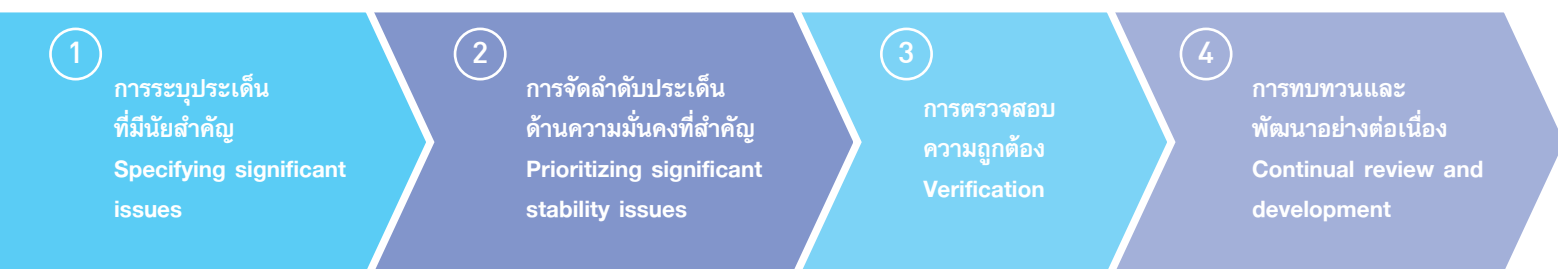 1
การระบุประเด็น
ที่มีนัยสำคัญ
Specifying significant
issues
2
การจัดลำดับประเด็น
ด้านความมั่นคงที่สำคัญ
Prioritizing significant
stability issues
3
การตรวจสอบ
ความถูกต้อง
Verification
4
การทบทวนและ
พัฒนาอย่างต่อเนื่อง
Continual review and
development